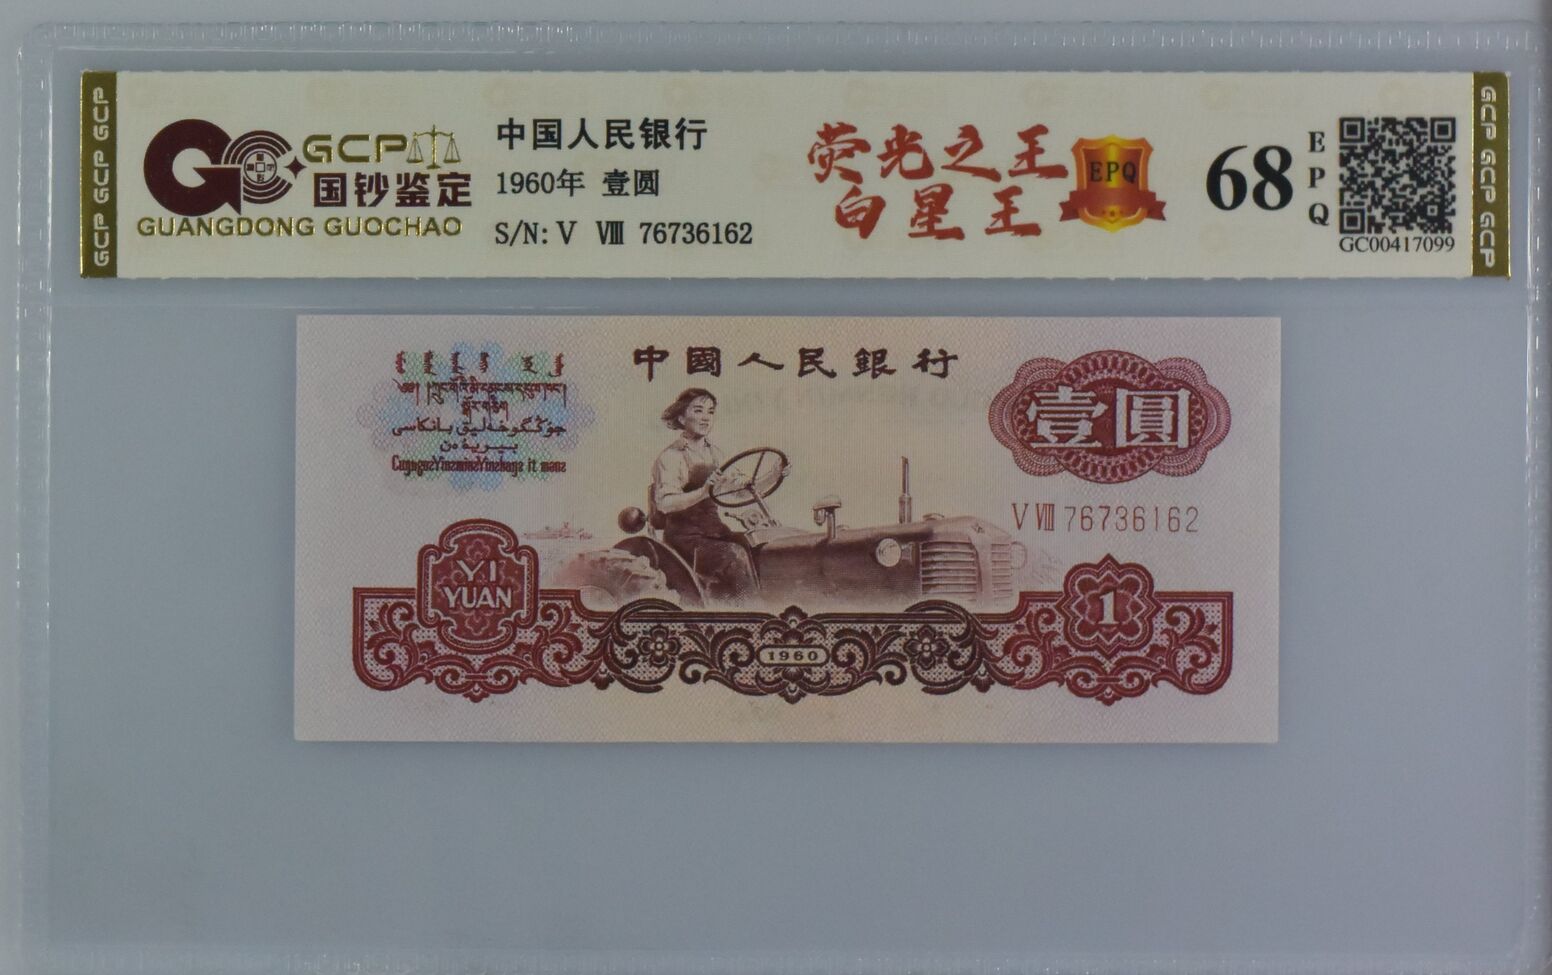 GCP GCP GCP
GCP
国钞鉴定
GUANGDONG GUOCHAO
中国人民银行
1960年 壹圆
S/N: V Ⅷ 76736162
荧光之王
白星王
EPQ
68
EPQ
GC00417099
GCP GCP GCP
中國人民銀行
壹圓
V Ⅷ 76736162
YI
YUAN
1960
1